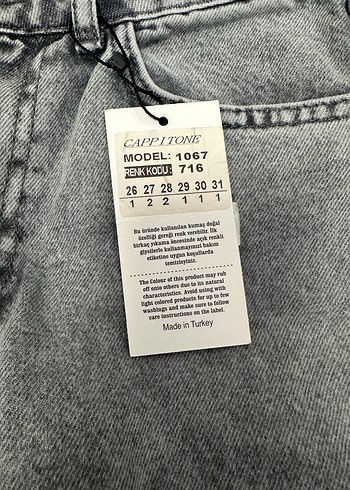 CAPPITONE
MODEL: 1067
RENK KODU: 716
26 27 28 29 30 31
1 2 2 1 1 1
Bu üründe kullanılan kumaş doğal
özelliği gereği renk verebilir. İlk
birkaç yıkama öncesinde açık renkli
giysilerle kullanmayınızi bakım
etiketine uygun koşullarda
temizleyiniz.
The Colour of this product may rub
off onto others due to its natural
characteristics. Avoid using with
light colored products for up to few
washings and make sure to follow
care instructions on the label.
Made in Turkey